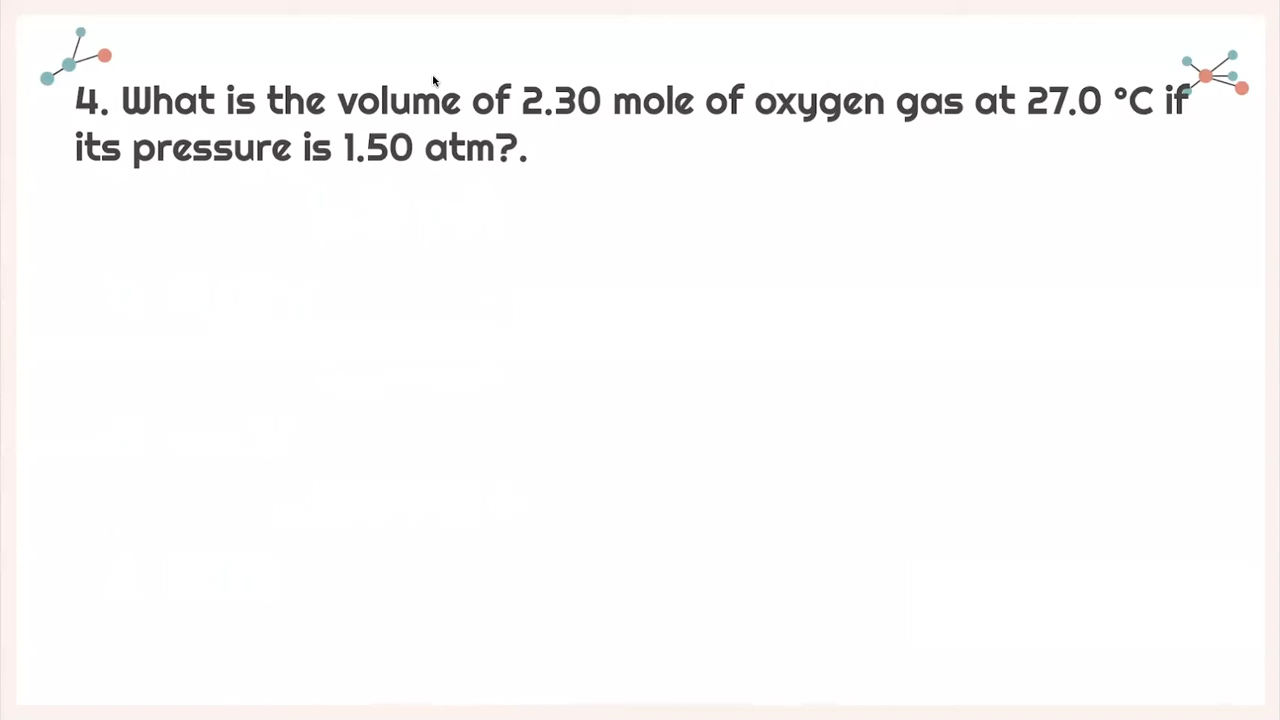 4. What is the volume of 2.30 mole of oxygen gas at 27.0 °C if
its pressure is 1.50 atm?.